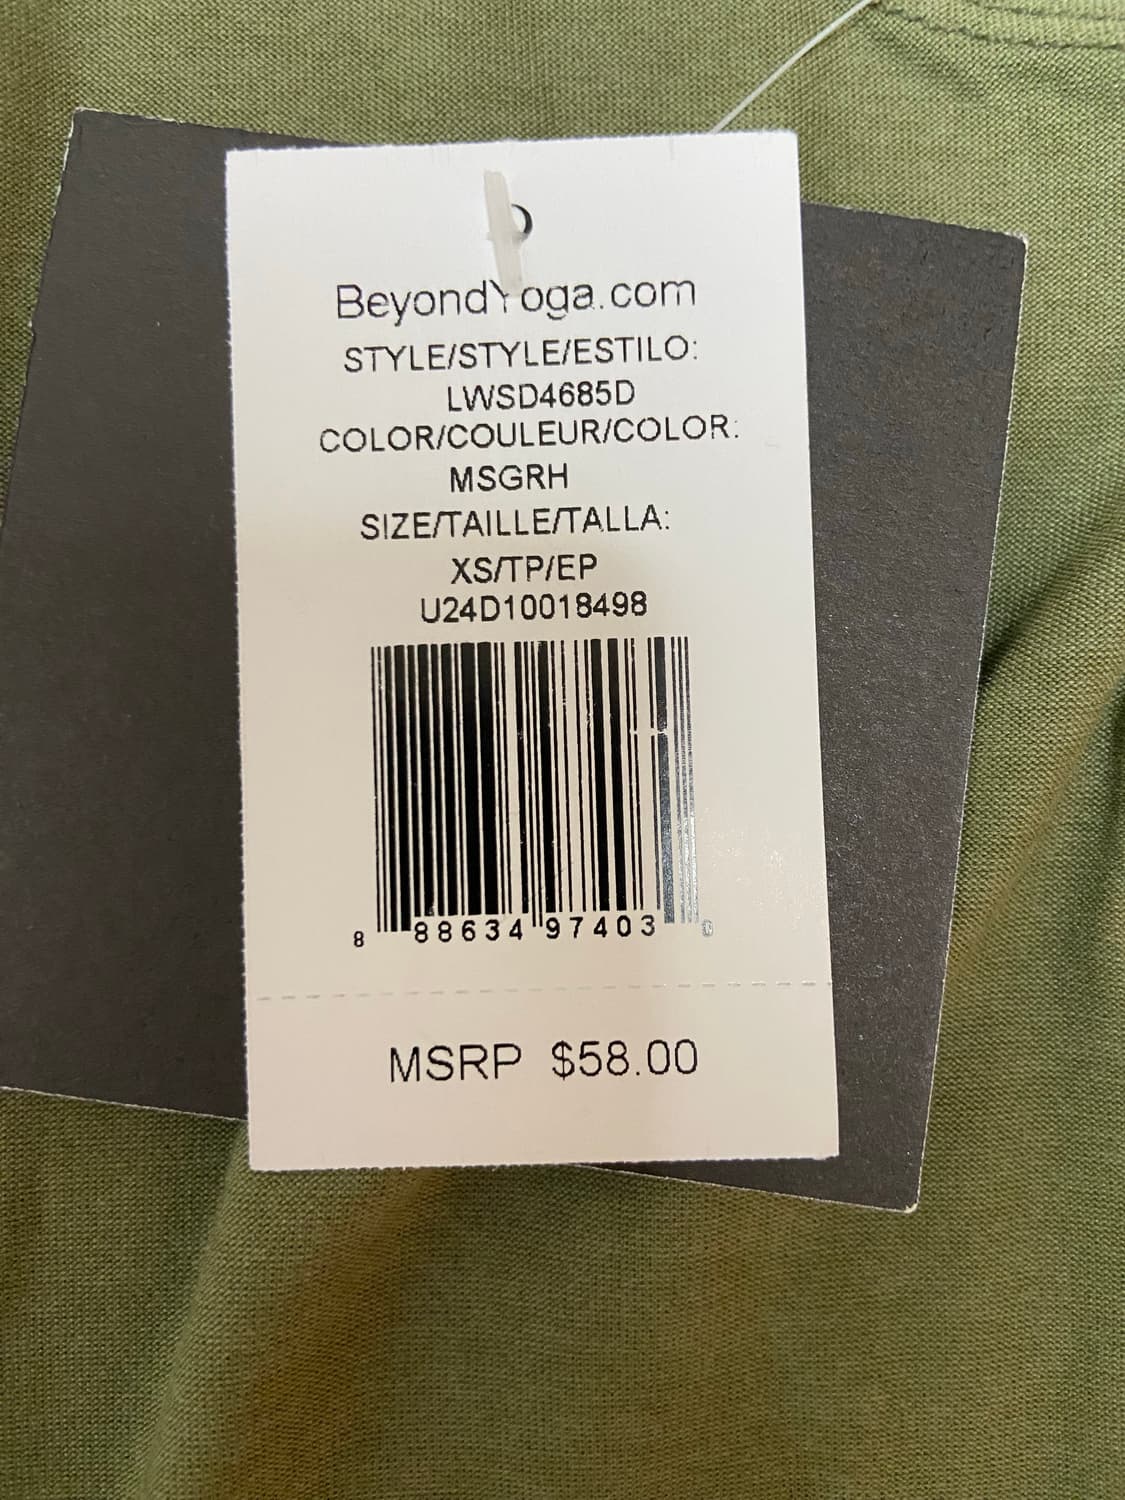 BeyondYoga.com
STYLE/STYLE/ESTILO:
LWSD4685D
COLOR/COULEUR/COLOR:
MSGRH
SIZE/TAILLE/TALLA:
XS/TP/EP
U24D10018498
8 88634 97403 0
MSRP $58.00